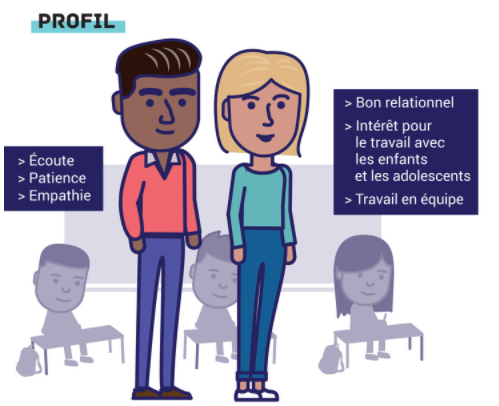 PROFIL
> Écoute
> Patience
> Empathie
> Bon relationnel
> Intérêt pour
le travail avec
les enfants
et les adolescents
> Travail en équipe